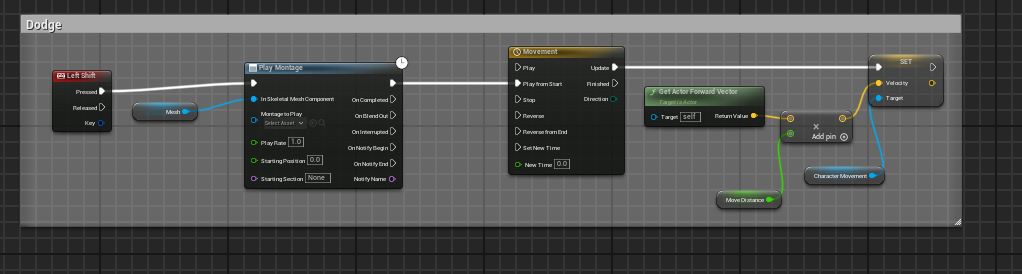 Dodge
Left Shift
Pressed
Released
Key
Mesh
Play Montage
In Skeletal Mesh Component
On Completed
Montage to Play
Select Asset
On Blend Out
On Interrupted
Play Rate 1.0
On Notify Begin
Starting Position 0.0
On Notify End
Starting Section None
Notify Name
Movement
Play
Update
Play from Start
Finished
Stop
Direction
Reverse
Reverse from End
Set New Time
New Time 0.0
Get Actor Forward Vector
Target is Actor
Target self
Return Value
Move Distance
Add pin
Character Movement
SET
Velocity
Target